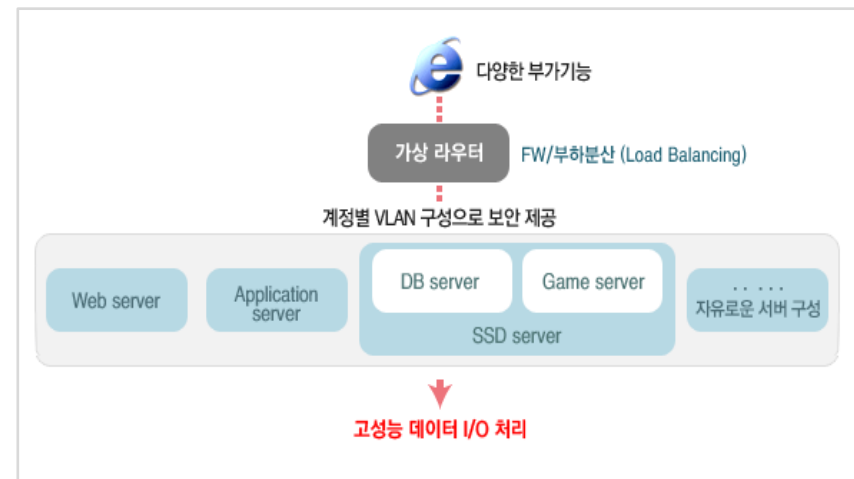 다양한 부가기능
가상 라우터
FW/부하분산 (Load Balancing)
계정별 VLAN 구성으로 보안 제공
Web server
Application
server
DB server
Game server
SSD server
.. ...
자유로운 서버 구성
고성능 데이터 I/O 처리